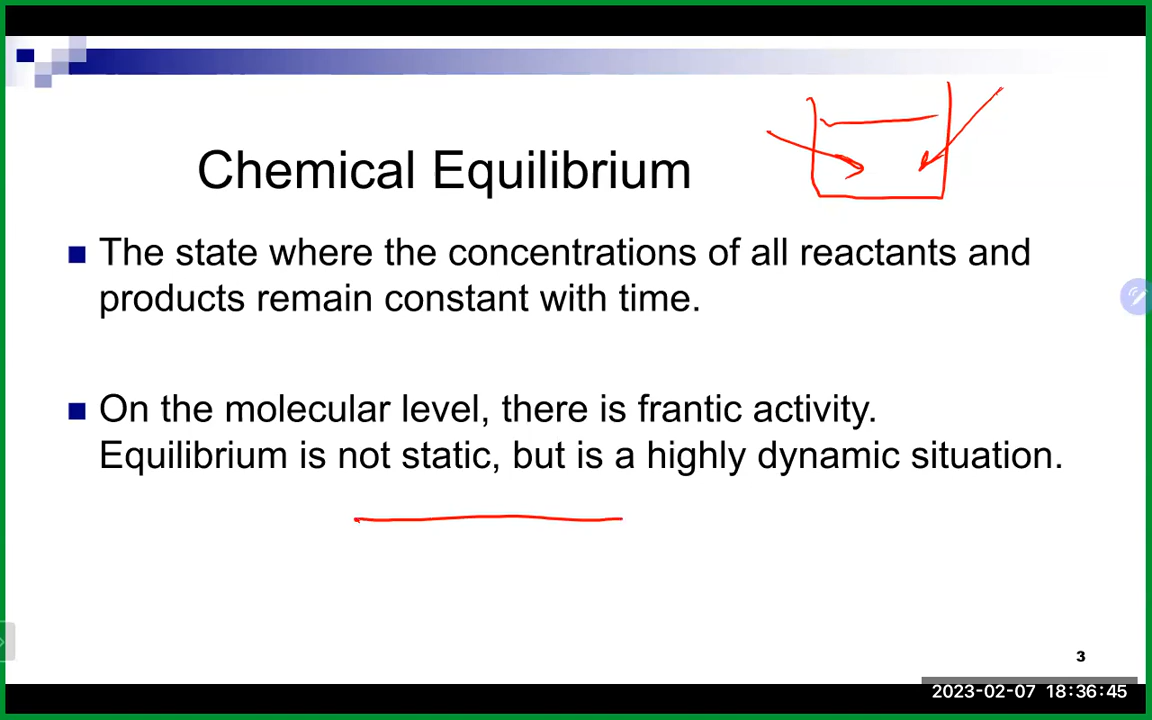 Chemical Equilibrium
The state where the concentrations of all reactants and
products remain constant with time.
On the molecular level, there is frantic activity.
Equilibrium is not static, but is a highly dynamic situation.
3
2023-02-07 18:36:45